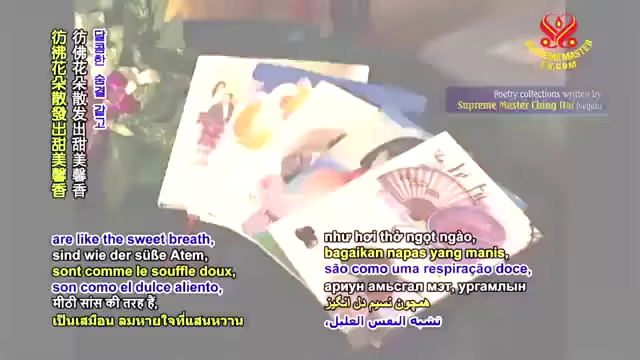 달콤한 숨결 같고
彷佛花朵散发出甜美馨香
彷彿花朵散發出甜美馨香
SUPREME MASTER
TV.COM
Poetry collections written by
Supreme Master Ching Hai (vegan)
are like the sweet breath,
sind wie der süße Atem,
sont comme le souffle doux,
son como el dulce aliento,
मीठी सांस की तरह हैं,
เป็นเสมือน ลมหายใจที่แสนหวาน
như hơi thở ngọt ngào,
bagaikan napas yang manis,
são como uma respiração doce,
ариун амьсгал мэт, ургамлын
همچون نسیم دل انگیز
تشبه النفس العليل،